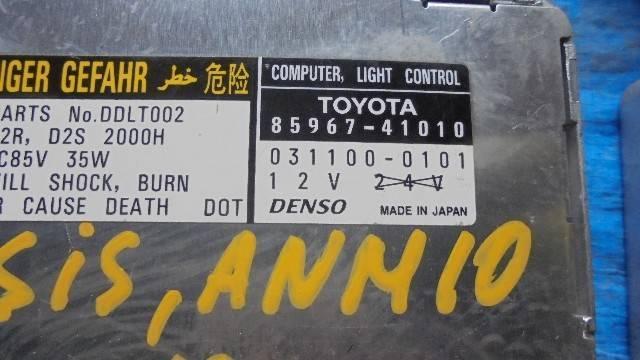 NGER GEFAHR خطر 危险
PARTS No.DDLT002
2R, D2S 2000H
C85V 35W
ILL SHOCK, BURN
R CAUSE DEATH DOT
COMPUTER, LIGHT CONTROL
TOYOTA
85967-41010
031100-0101
12V 24V
DENSO MADE IN JAPAN
SiS, ANM10